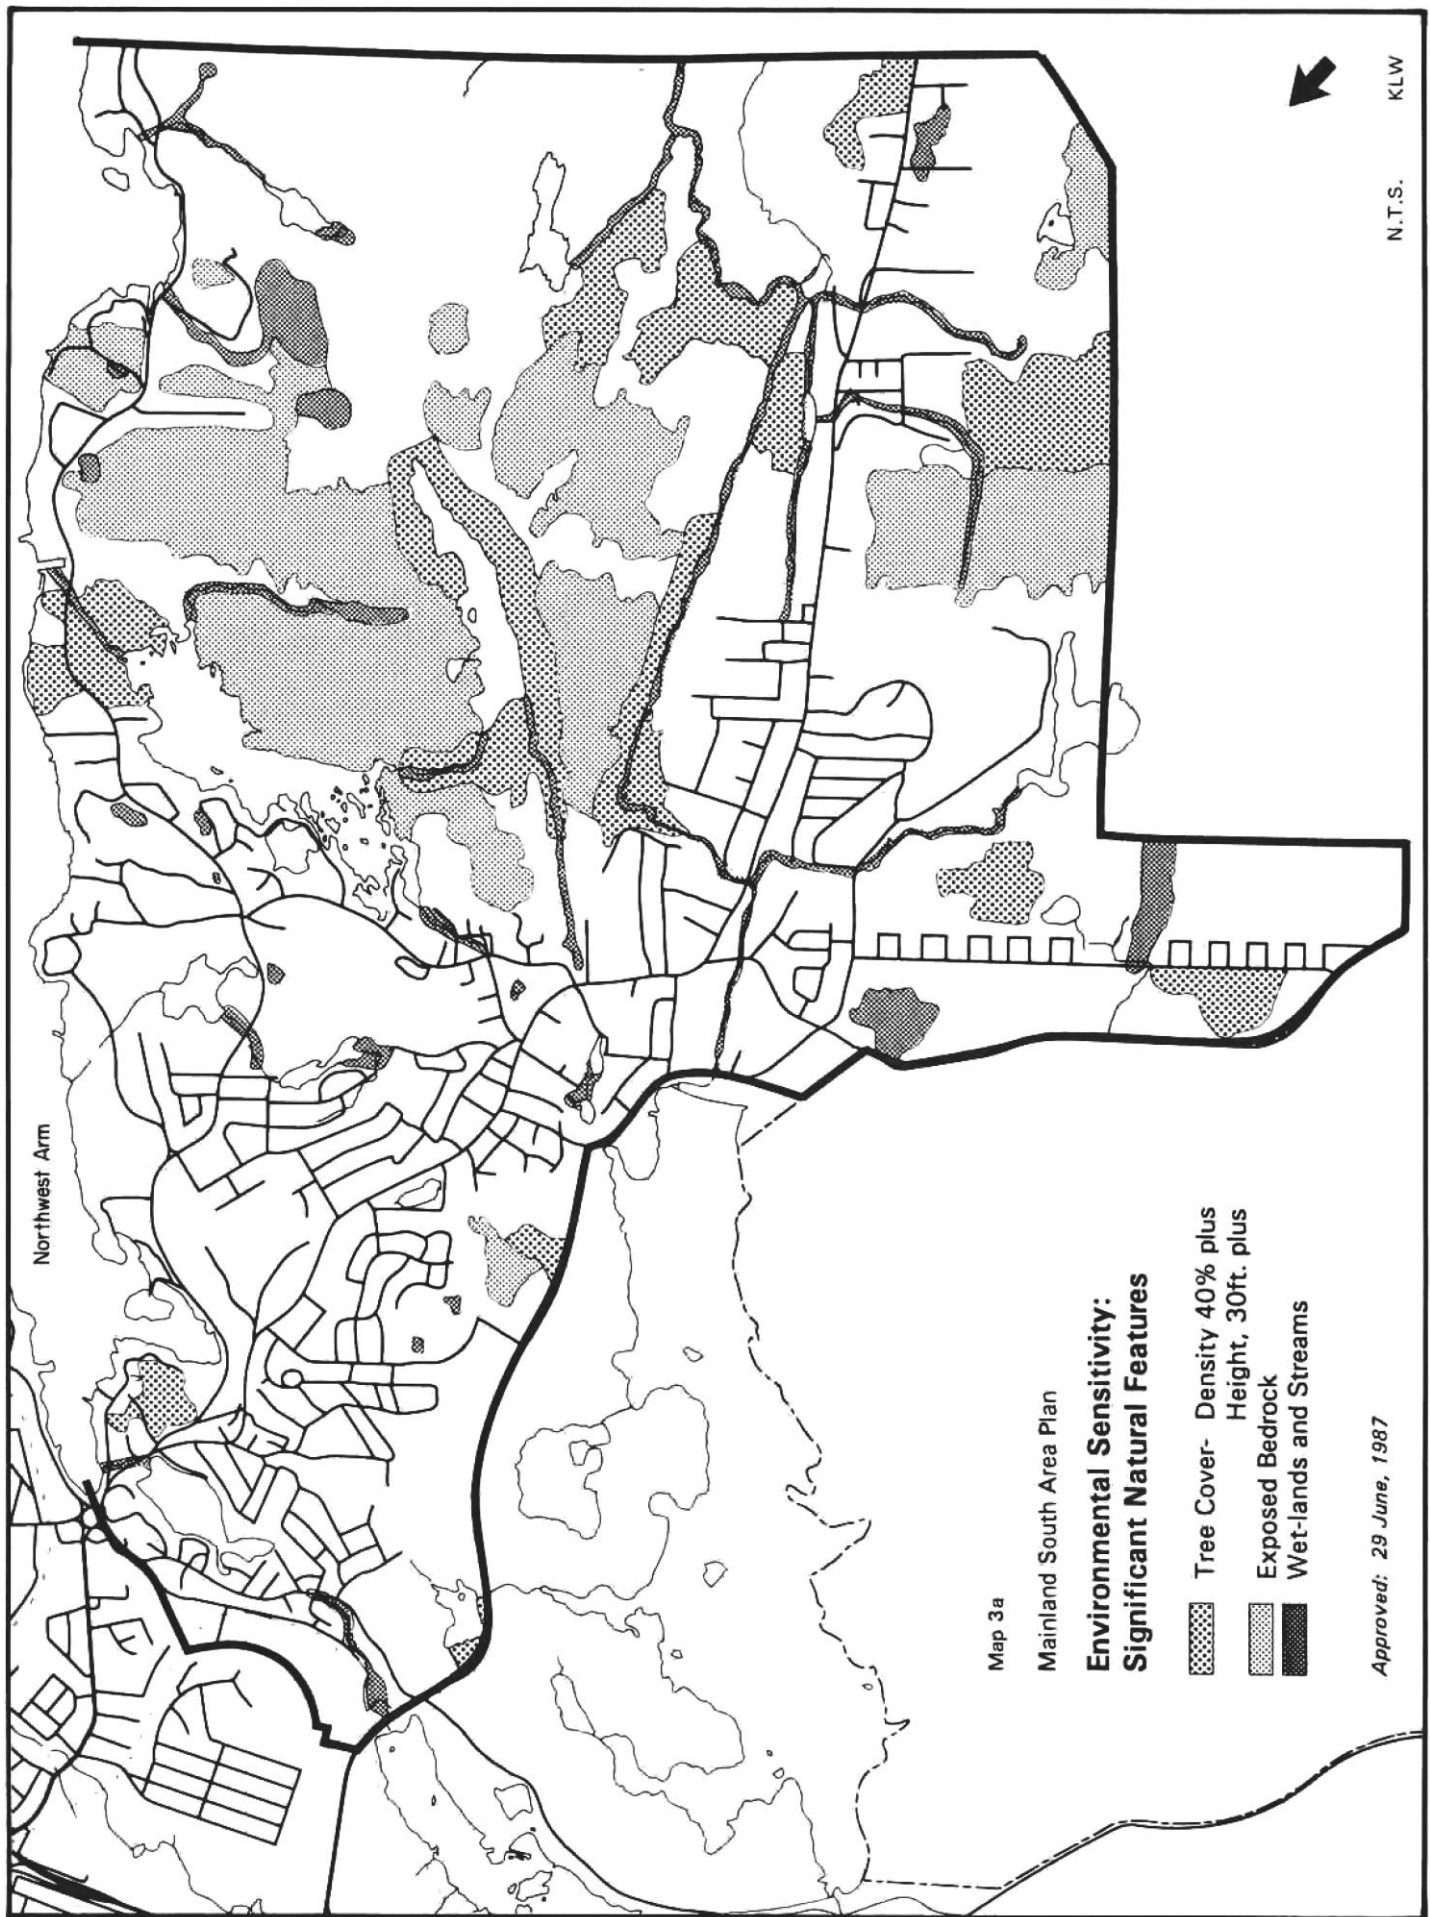 Northwest Arm
Map 3a
Mainland South Area Plan
Environmental Sensitivity:
Significant Natural Features
Tree Cover- Density 40% plus
Height, 30ft. plus
Exposed Bedrock
Wet-lands and Streams
Approved: 29 June, 1987
N.T.S. KLW